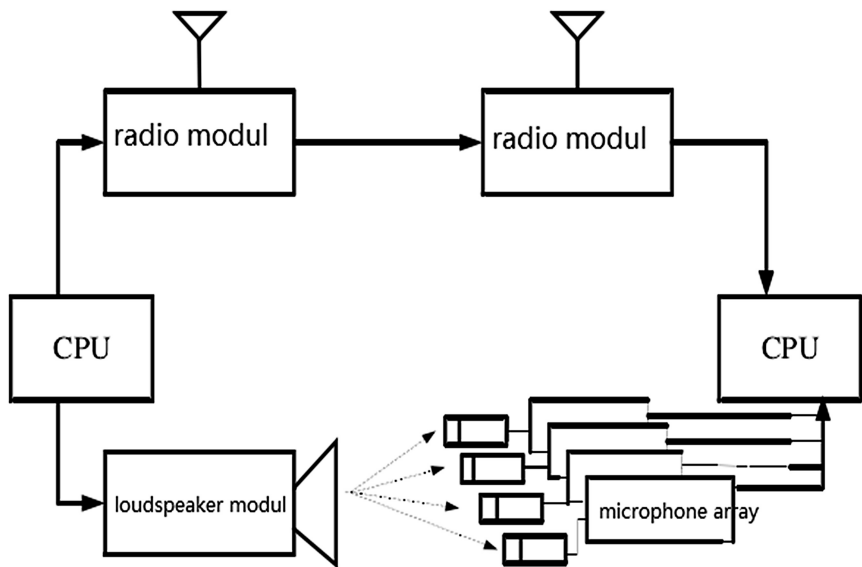 radio modul
radio modul
CPU
CPU
loudspeaker modul
microphone array